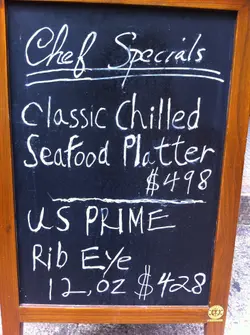 Chef Specials
Classic Chilled
Seafood Platter
$498
US PRIME
Rib Eye
12,oz $428